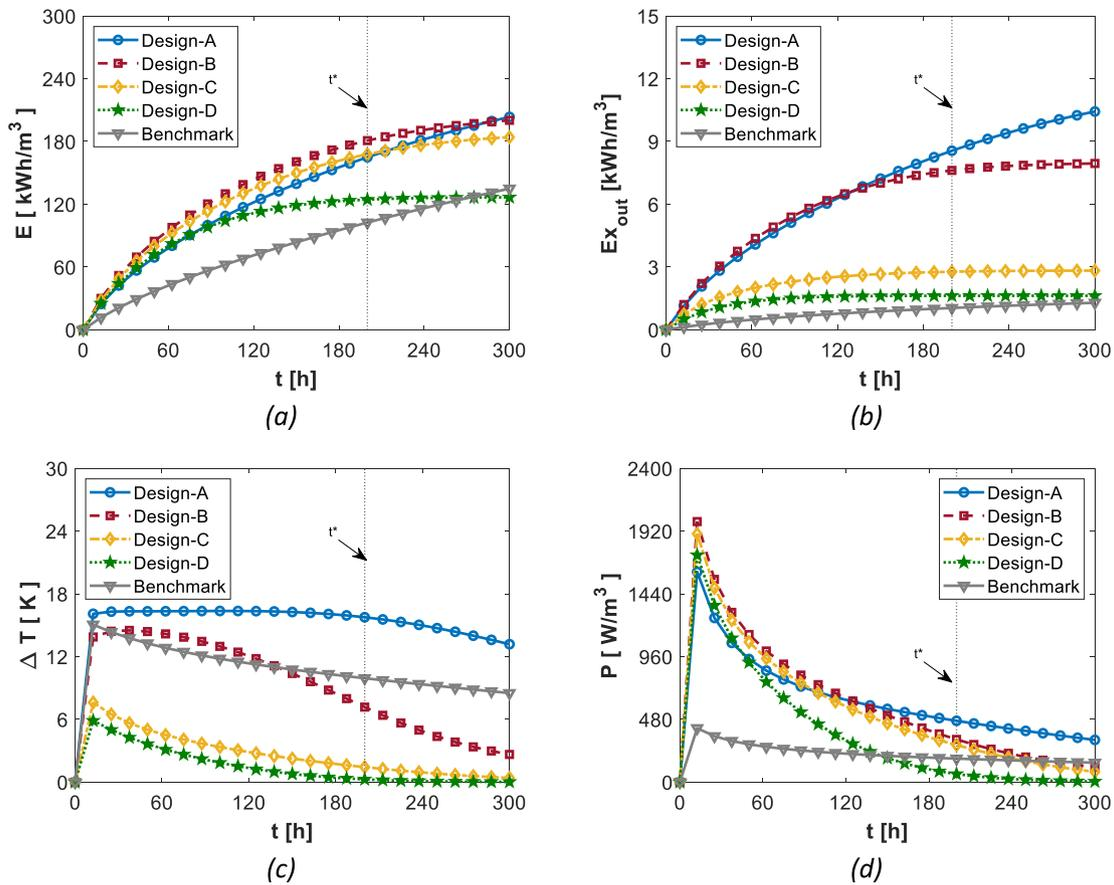 300
240
180
120
60
0
E [ kWh/m³ ]
Design-A
Design-B
Design-C
Design-D
Benchmark
t*
0 60 120 180 240 300
t [h]
(a)
15
12
9
6
3
0
Ex_out [kWh/m³]
Design-A
Design-B
Design-C
Design-D
Benchmark
t*
0 60 120 180 240 300
t [h]
(b)
30
24
18
12
6
0
Δ T [ K ]
Design-A
Design-B
Design-C
Design-D
Benchmark
t*
0 60 120 180 240 300
t [h]
(c)
2400
1920
1440
960
480
0
P [ W/m³ ]
Design-A
Design-B
Design-C
Design-D
Benchmark
t*
0 60 120 180 240 300
t [h]
(d)